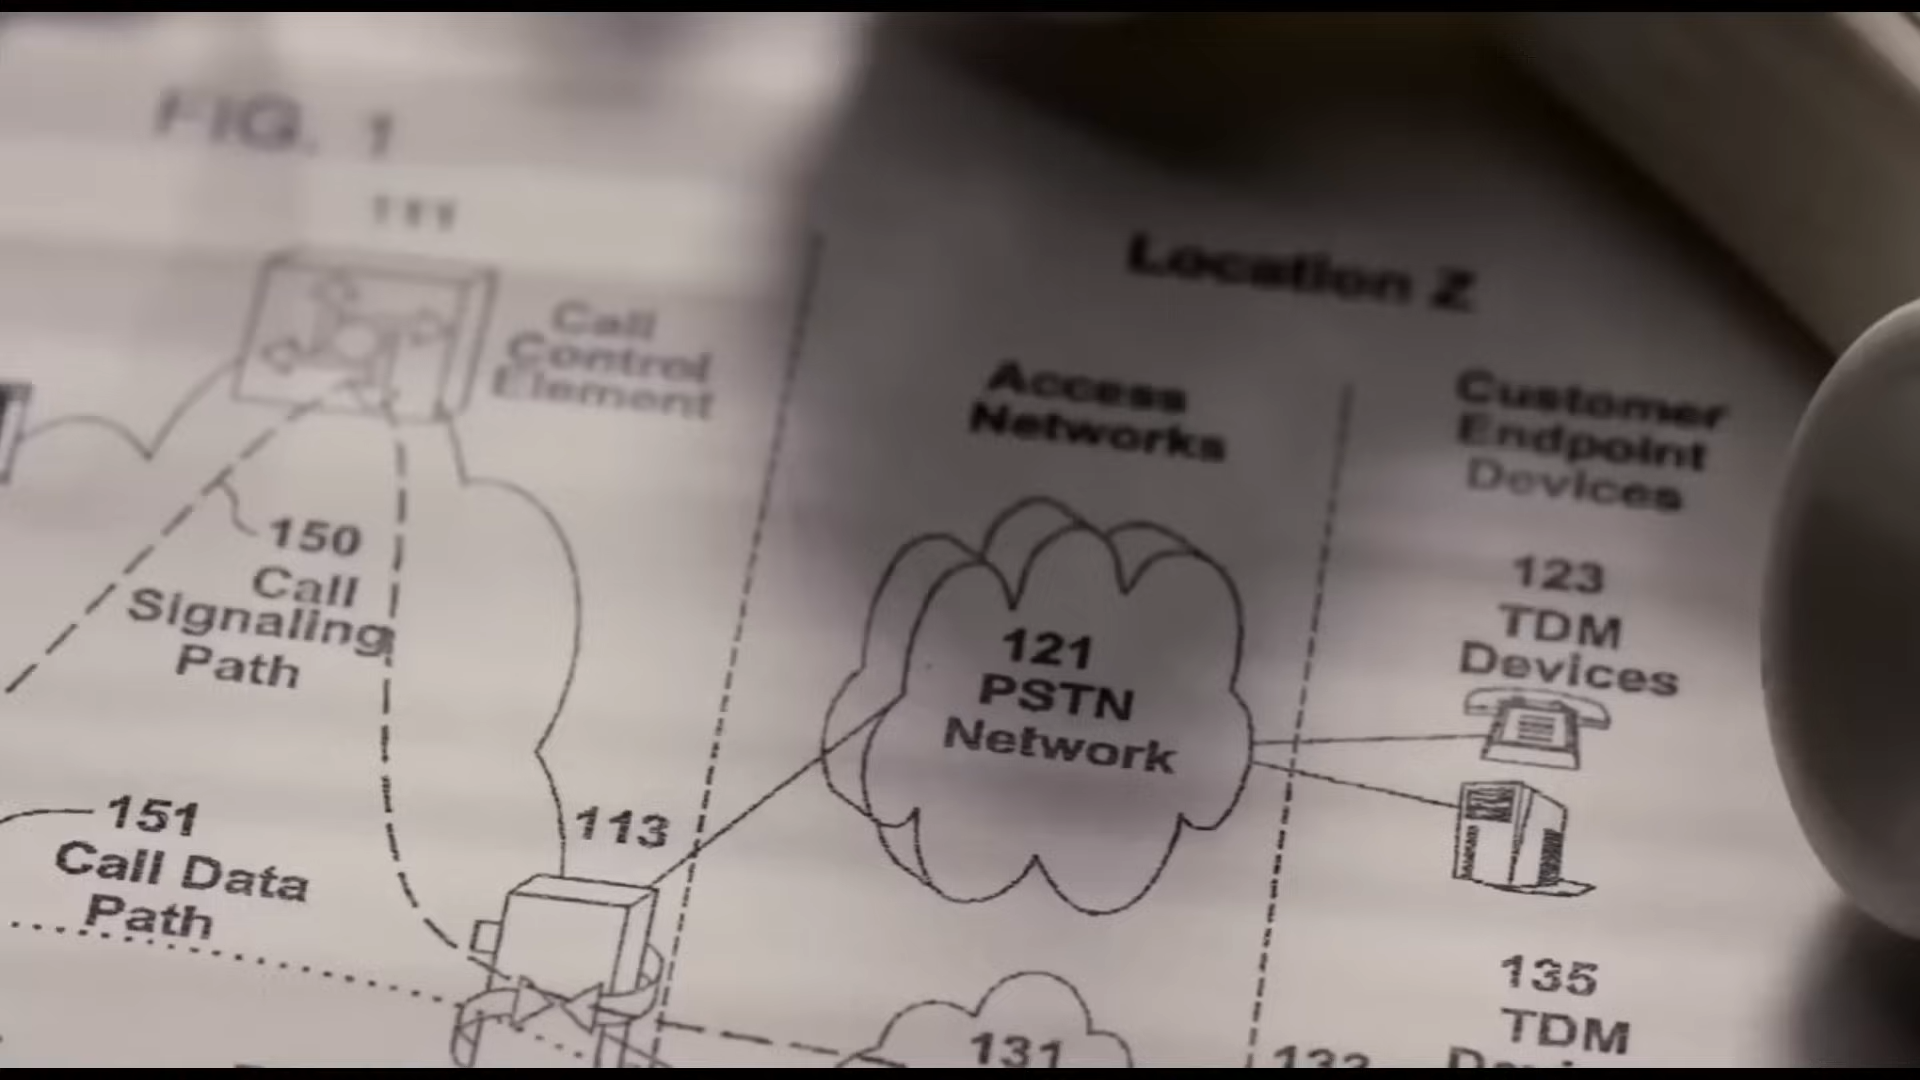 FIG. 1
111
Call
Control
Element
150
Call
Signaling
Path
151
Call Data
Path
113
Location Z
Access
Networks
121
PSTN
Network
131
Customer
Endpoint
Devices
123
TDM
Devices
135
TDM